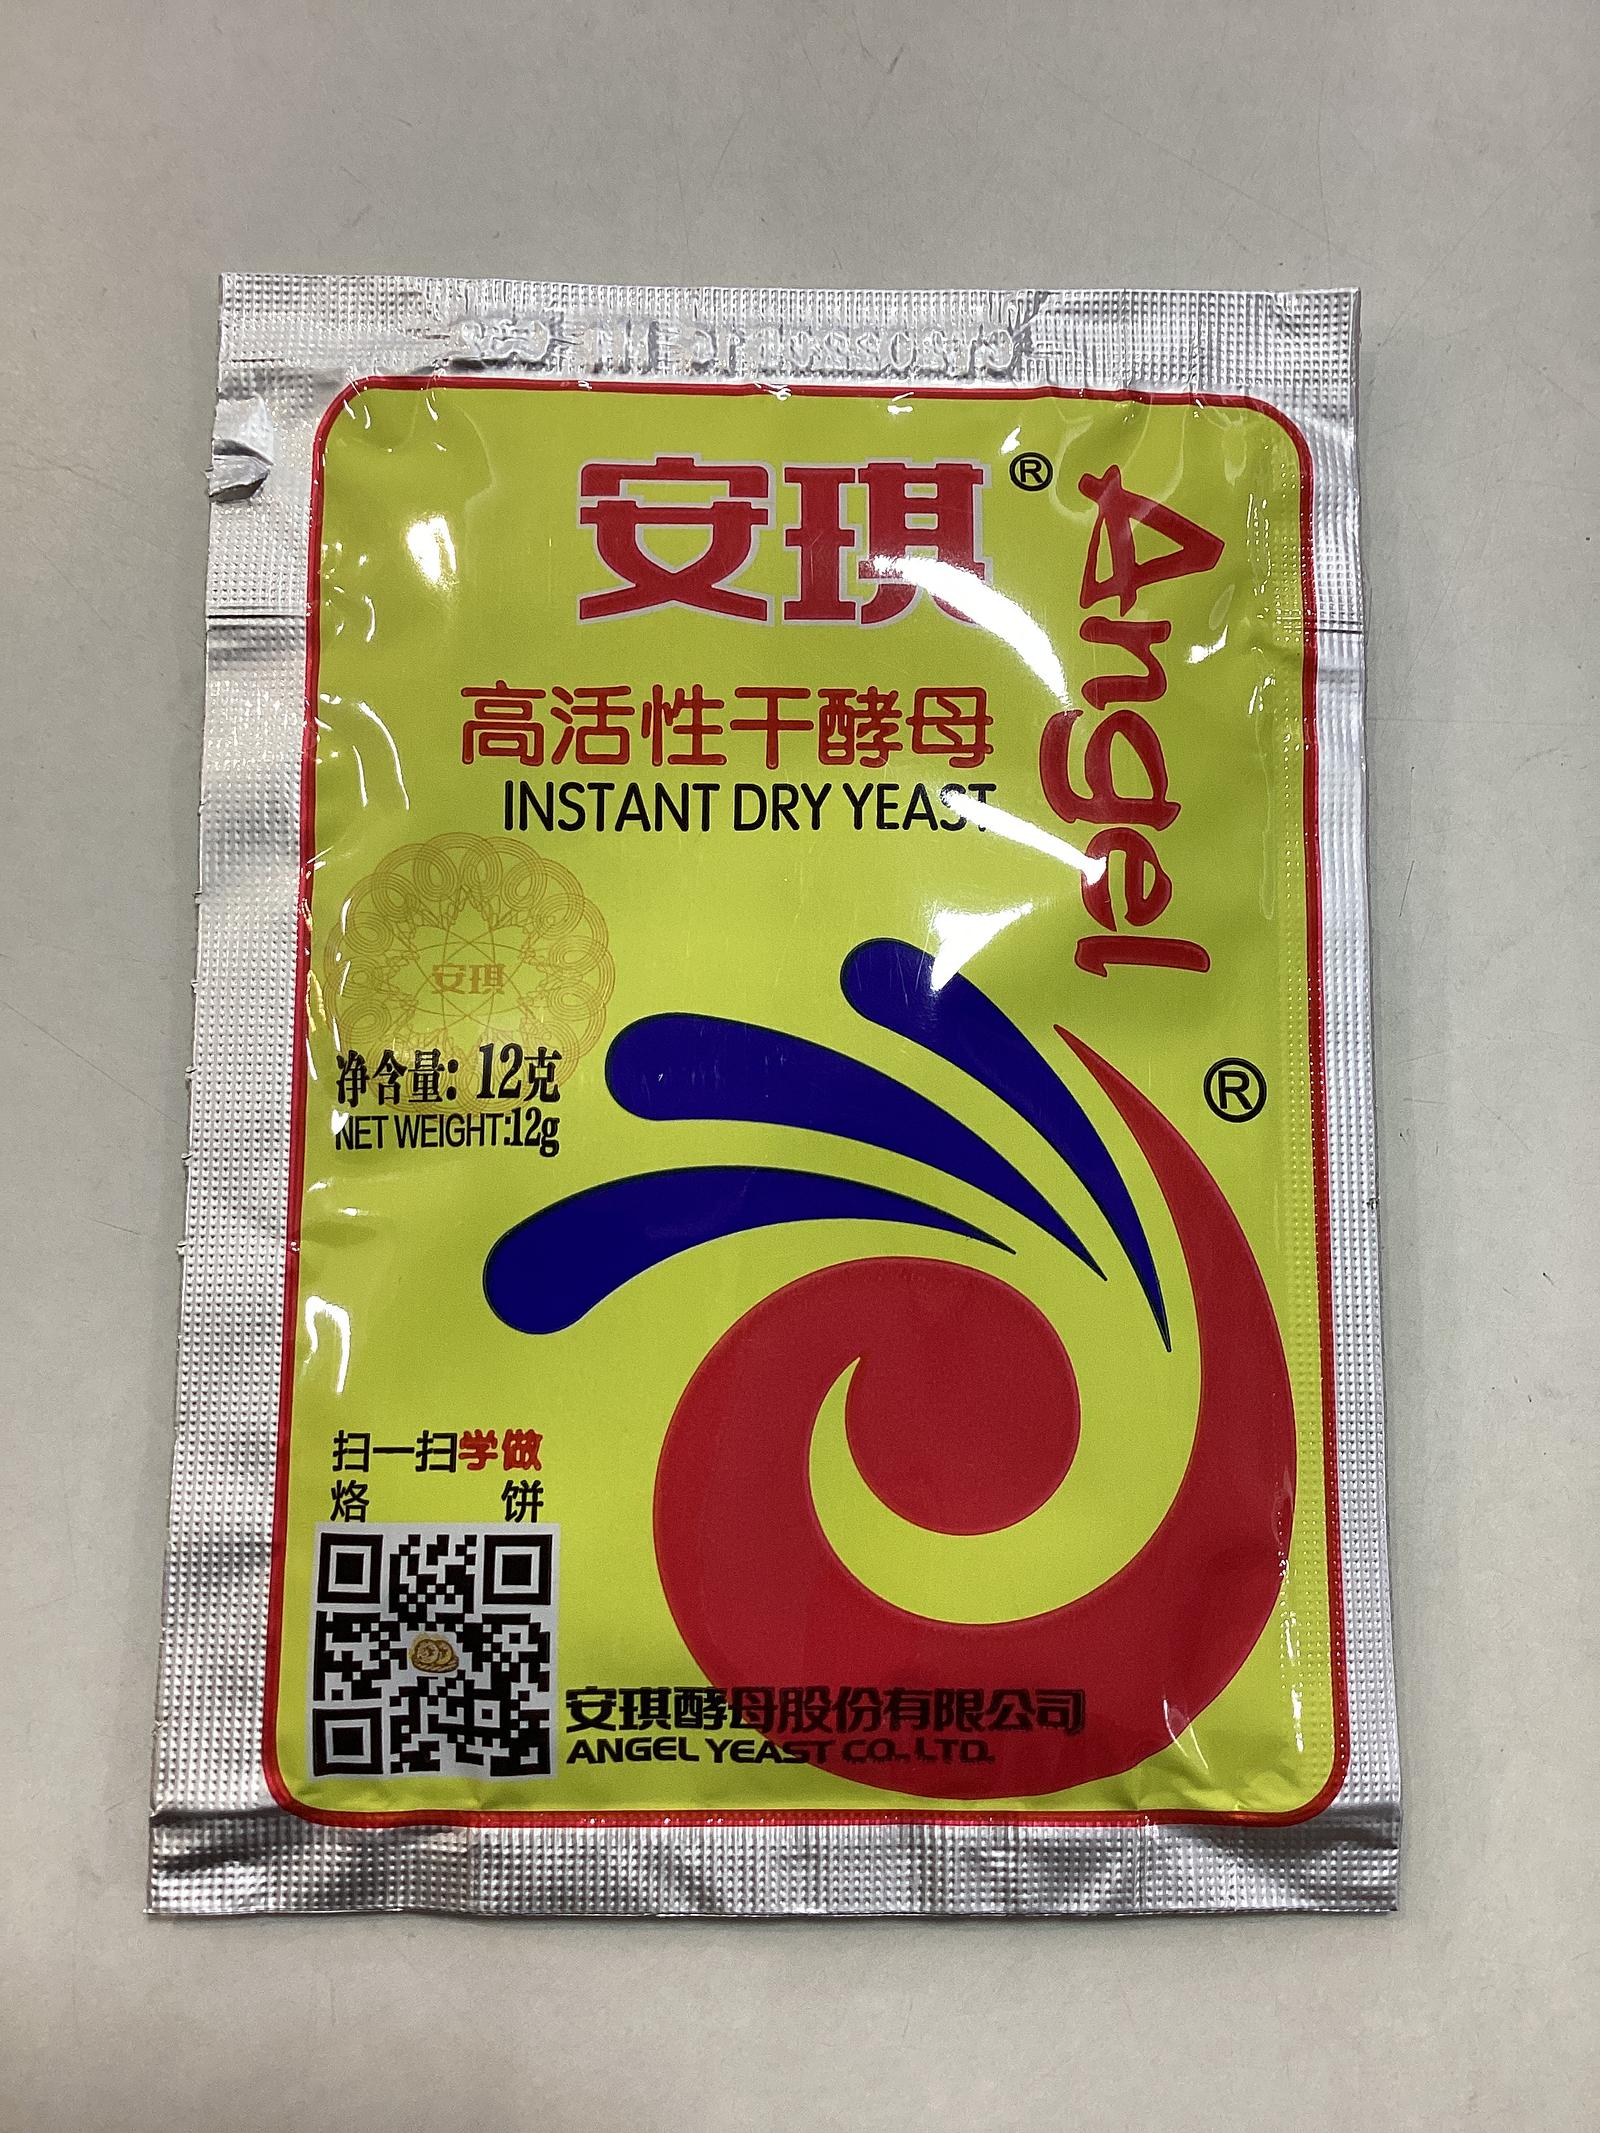 安琪®
Angel
®
高活性干酵母
INSTANT DRY YEAST
安琪
净含量：12克
NET WEIGHT:12g
扫一扫学做
烙 饼
安琪酵母股份有限公司
ANGEL YEAST CO., LTD.